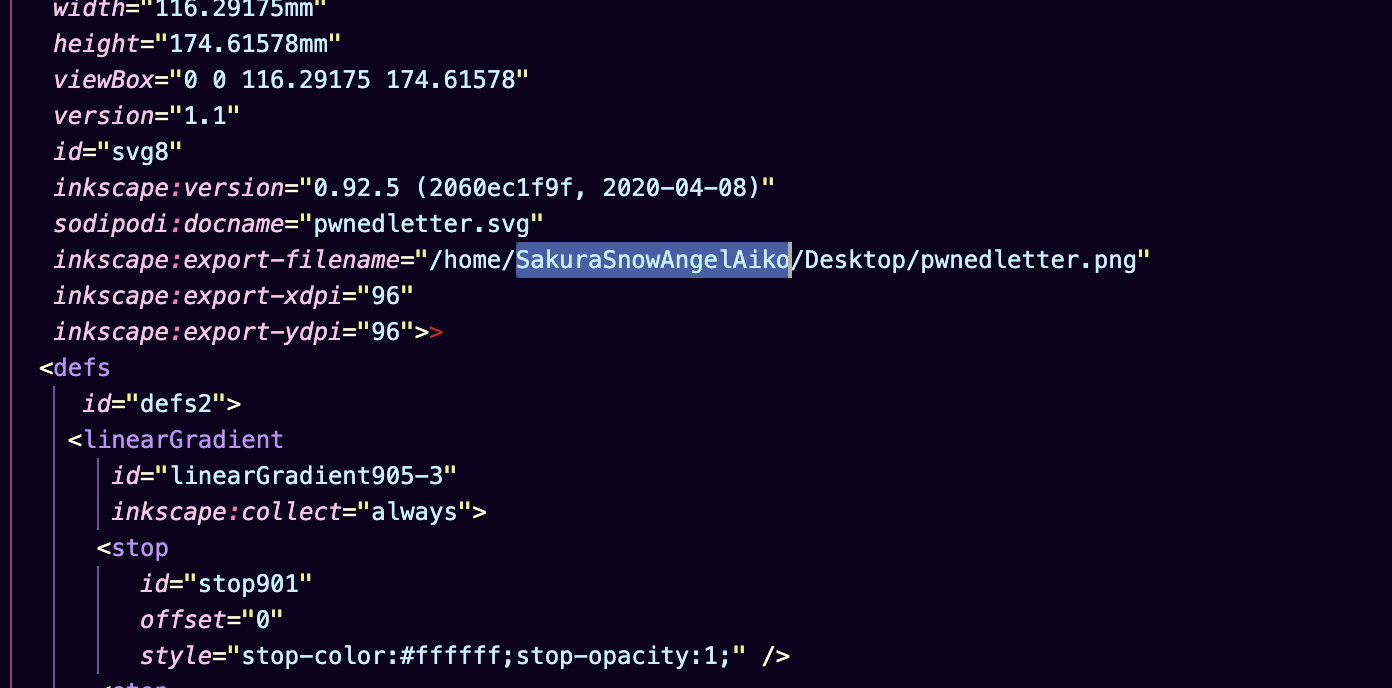 width="116.29175mm"
height="174.61578mm"
viewBox="0 0 116.29175 174.61578"
version="1.1"
id="svg8"
inkscape:version="0.92.5 (2060ec1f9f, 2020-04-08)"
sodipodi:docname="pwnedletter.svg"
inkscape:export-filename="/home/SakuraSnowAngelAiko/Desktop/pwnedletter.png"
inkscape:export-xdpi="96"
inkscape:export-ydpi="96">>
<defs
id="defs2">
<linearGradient
id="linearGradient905-3"
inkscape:collect="always">
<stop
id="stop901"
offset="0"
style="stop-color:#ffffff;stop-opacity:1;" />
<stop